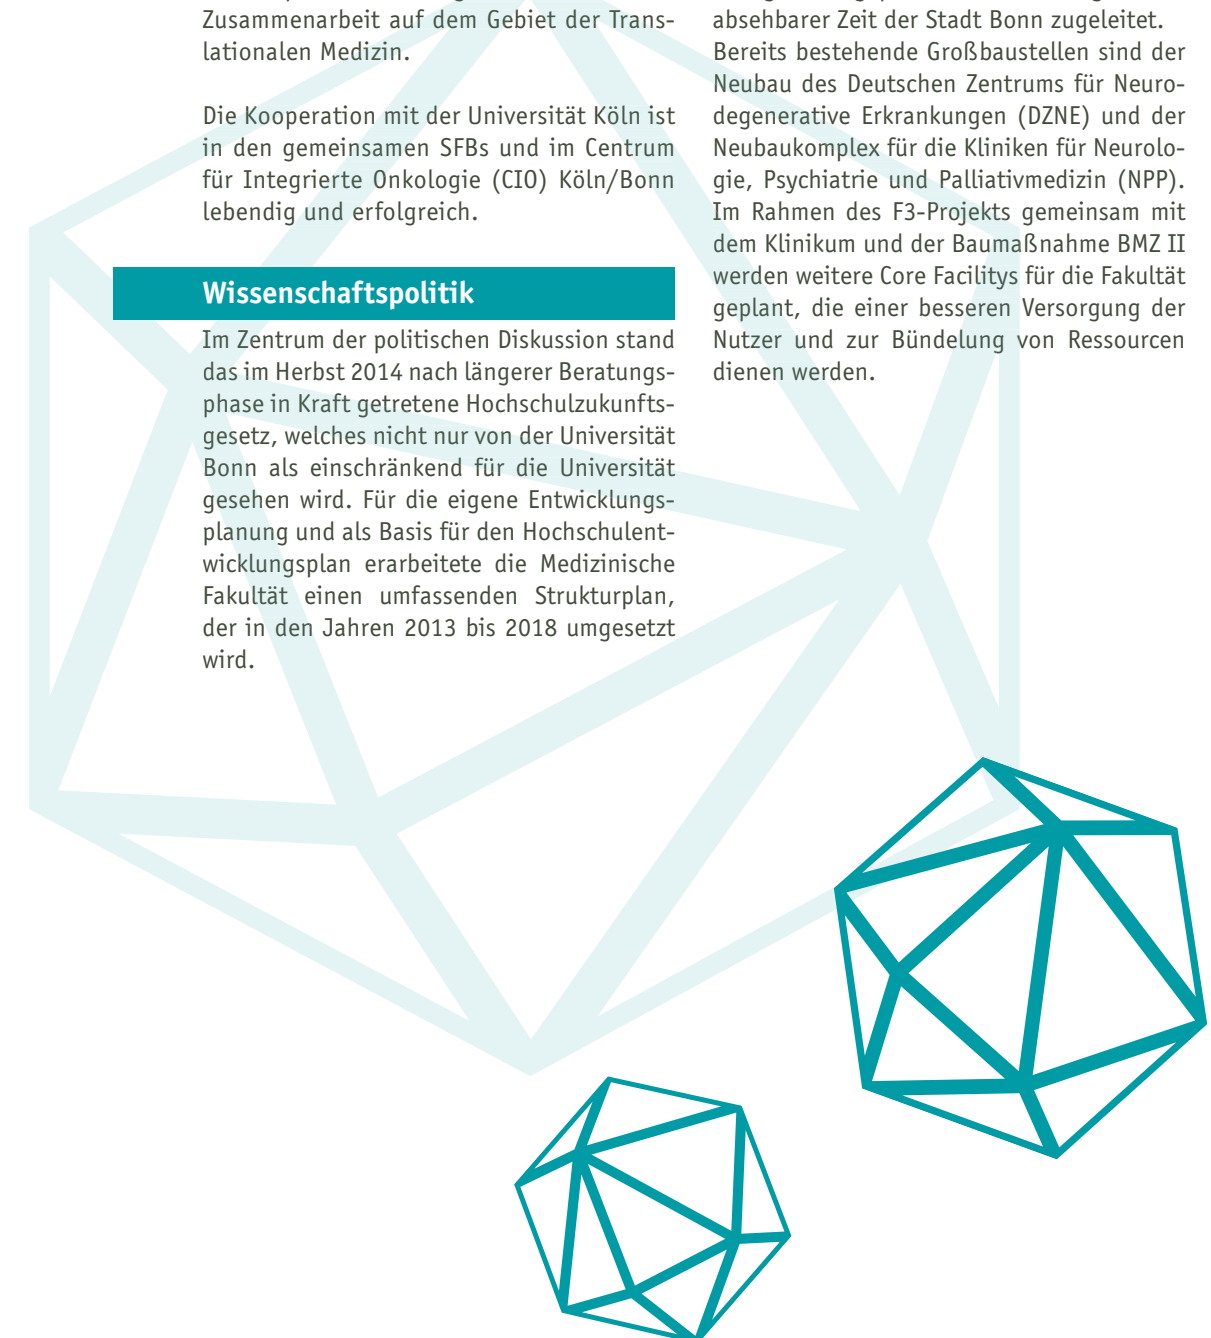 Zusammenarbeit auf dem Gebiet der Trans-
lationalen Medizin.
Die Kooperation mit der Universität Köln ist
in den gemeinsamen SFBs und im Centrum
für Integrierte Onkologie (CIO) Köln/Bonn
lebendig und erfolgreich.
Wissenschaftspolitik
Im Zentrum der politischen Diskussion stand
das im Herbst 2014 nach längerer Beratungs-
phase in Kraft getretene Hochschulzukunfts-
gesetz, welches nicht nur von der Universität
Bonn als einschränkend für die Universität
gesehen wird. Für die eigene Entwicklungs-
planung und als Basis für den Hochschulent-
wicklungsplan erarbeitete die Medizinische
Fakultät einen umfassenden Strukturplan,
der in den Jahren 2013 bis 2018 umgesetzt
wird.
absehbarer Zeit der Stadt Bonn zugeleitet.
Bereits bestehende Großbaustellen sind der
Neubau des Deutschen Zentrums für Neuro-
degenerative Erkrankungen (DZNE) und der
Neubaukomplex für die Kliniken für Neurolo-
gie, Psychiatrie und Palliativmedizin (NPP).
Im Rahmen des F3-Projekts gemeinsam mit
dem Klinikum und der Baumaßnahme BMZ II
werden weitere Core Facilitys für die Fakultät
geplant, die einer besseren Versorgung der
Nutzer und zur Bündelung von Ressourcen
dienen werden.